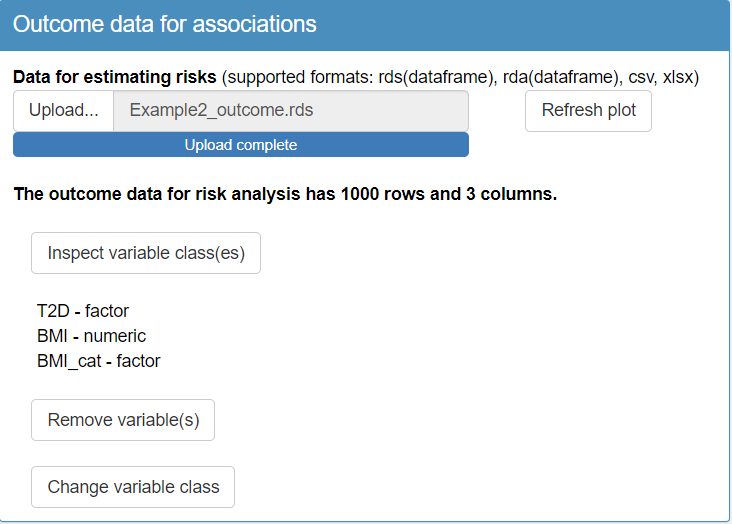 Outcome data for associations
Data for estimating risks (supported formats: rds(dataframe), rda(dataframe), csv, xlsx)
Upload... Example2_outcome.rds Refresh plot
Upload complete
The outcome data for risk analysis has 1000 rows and 3 columns.
Inspect variable class(es)
T2D - factor
BMI - numeric
BMI_cat - factor
Remove variable(s)
Change variable class